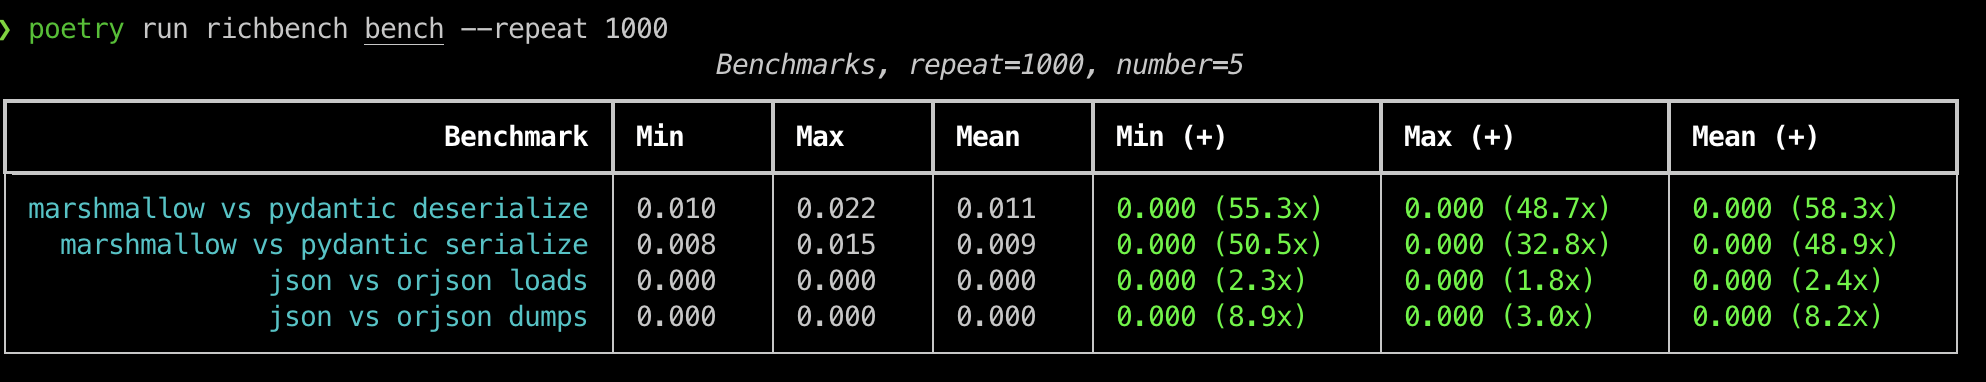 ❯ poetry run richbench bench --repeat 1000
Benchmarks, repeat=1000, number=5
Benchmark Min Max Mean Min (+) Max (+) Mean (+)
marshmallow vs pydantic deserialize 0.010 0.022 0.011 0.000 (55.3x) 0.000 (48.7x) 0.000 (58.3x)
marshmallow vs pydantic serialize 0.008 0.015 0.009 0.000 (50.5x) 0.000 (32.8x) 0.000 (48.9x)
json vs orjson loads 0.000 0.000 0.000 0.000 (2.3x) 0.000 (1.8x) 0.000 (2.4x)
json vs orjson dumps 0.000 0.000 0.000 0.000 (8.9x) 0.000 (3.0x) 0.000 (8.2x)